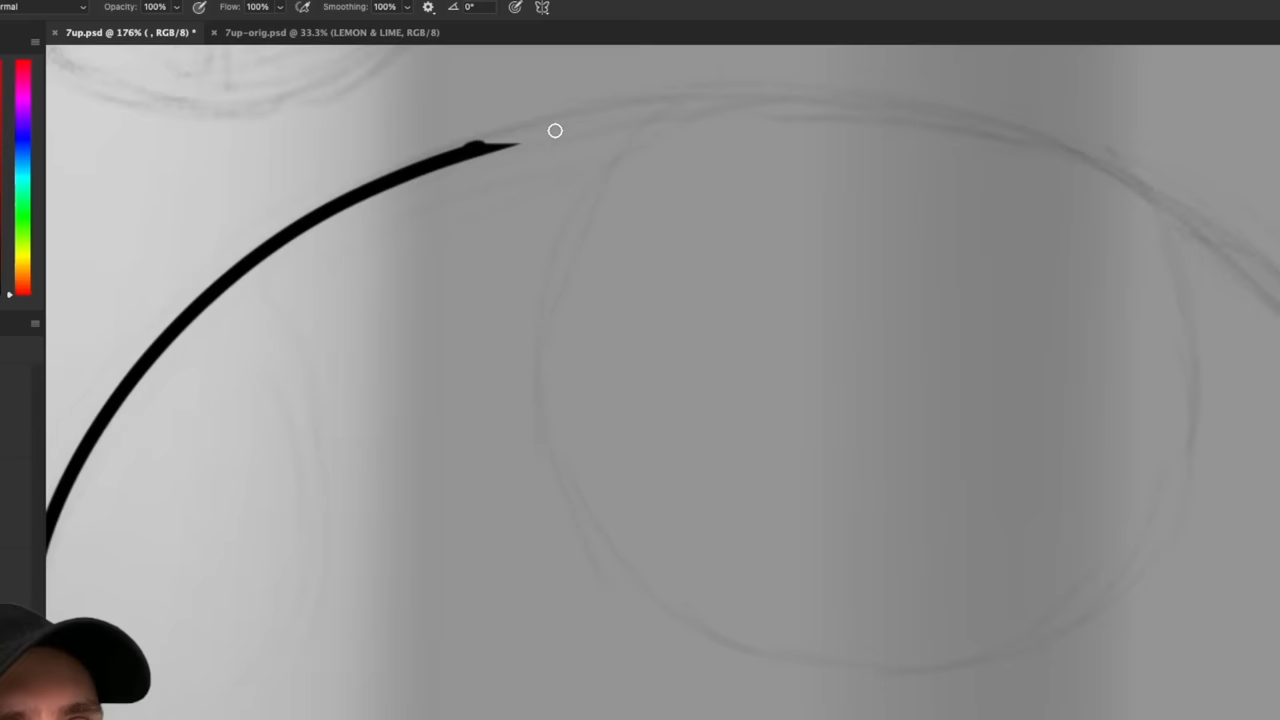 rmal Opacity: 100% Flow: 100% Smoothing: 100% 0°
× 7up.psd @ 176% ( , RGB/8) * × 7up-orig.psd @ 33.3% (LEMON & LIME, RGB/8)